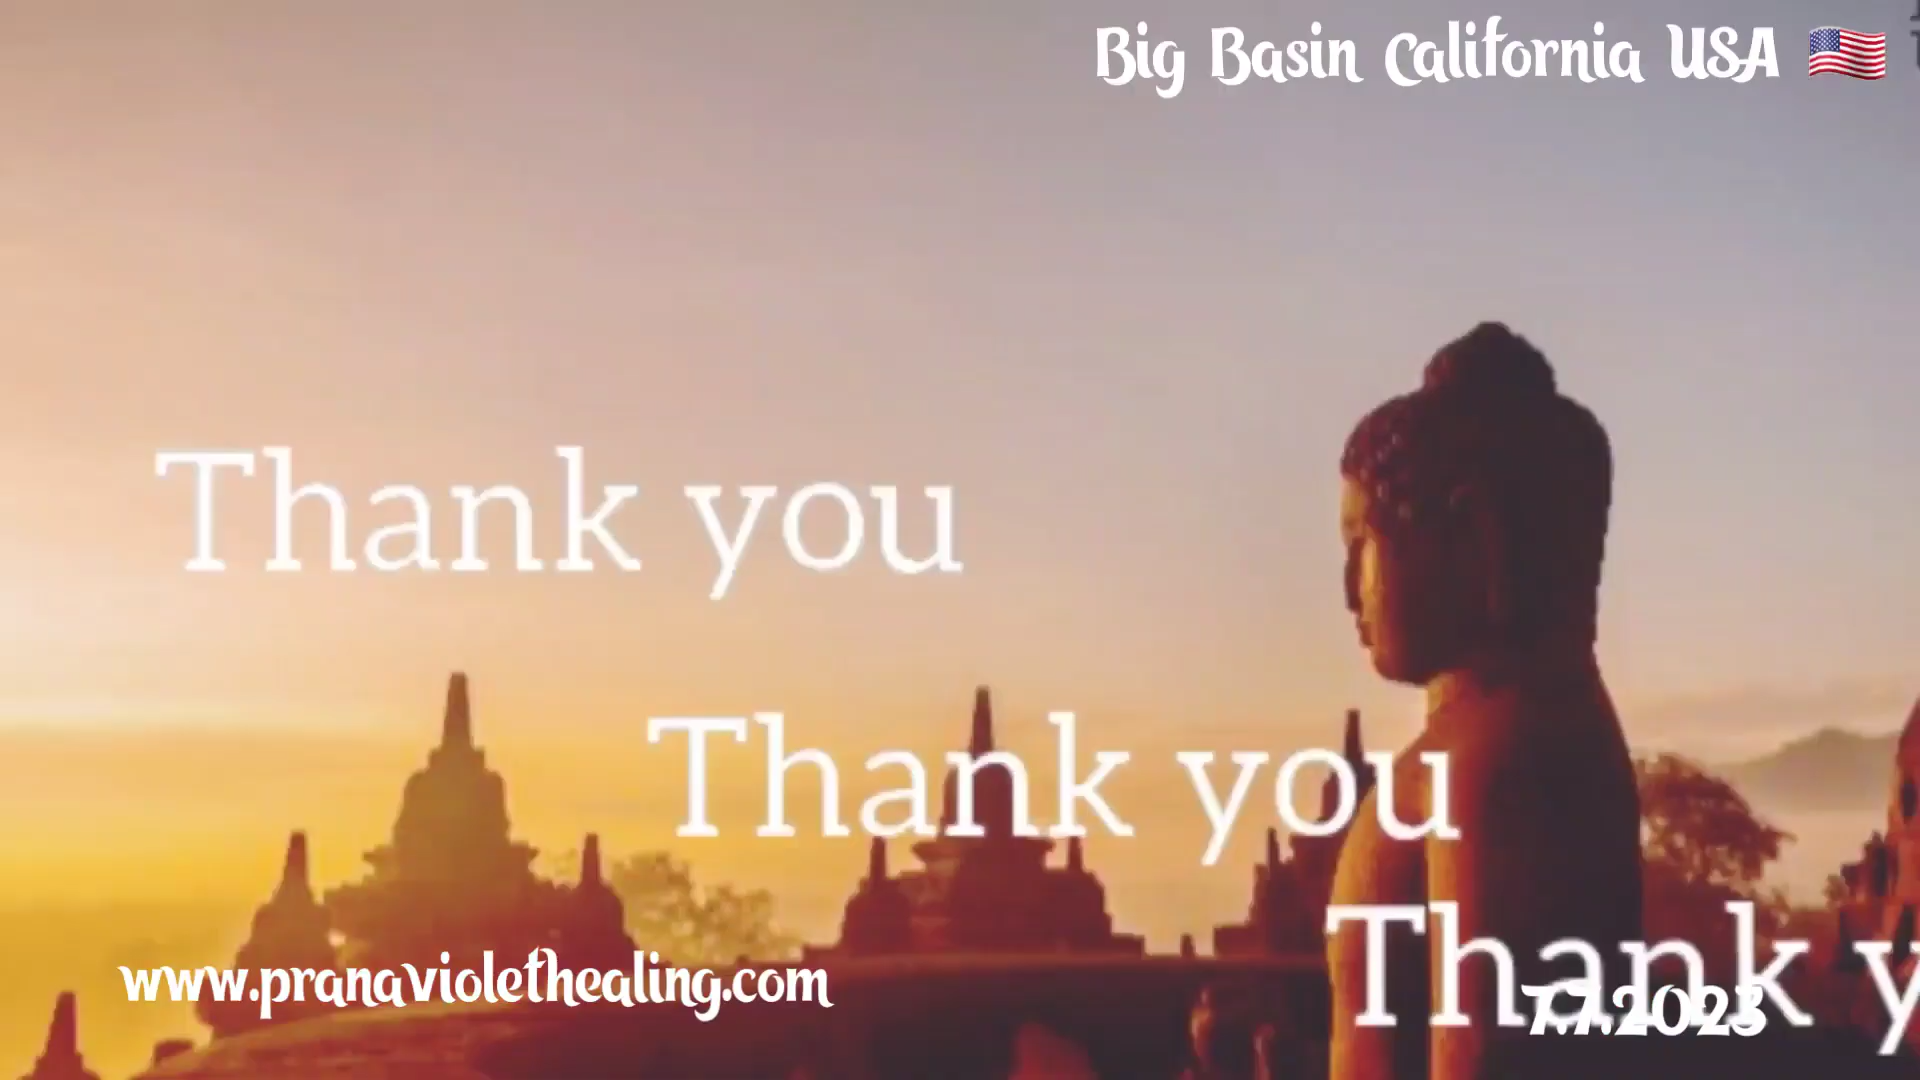 Big Basin California USA 🇺🇸
Thank you
Thank you
Thank y
www.pranaviolethealing.com
7.7.2023